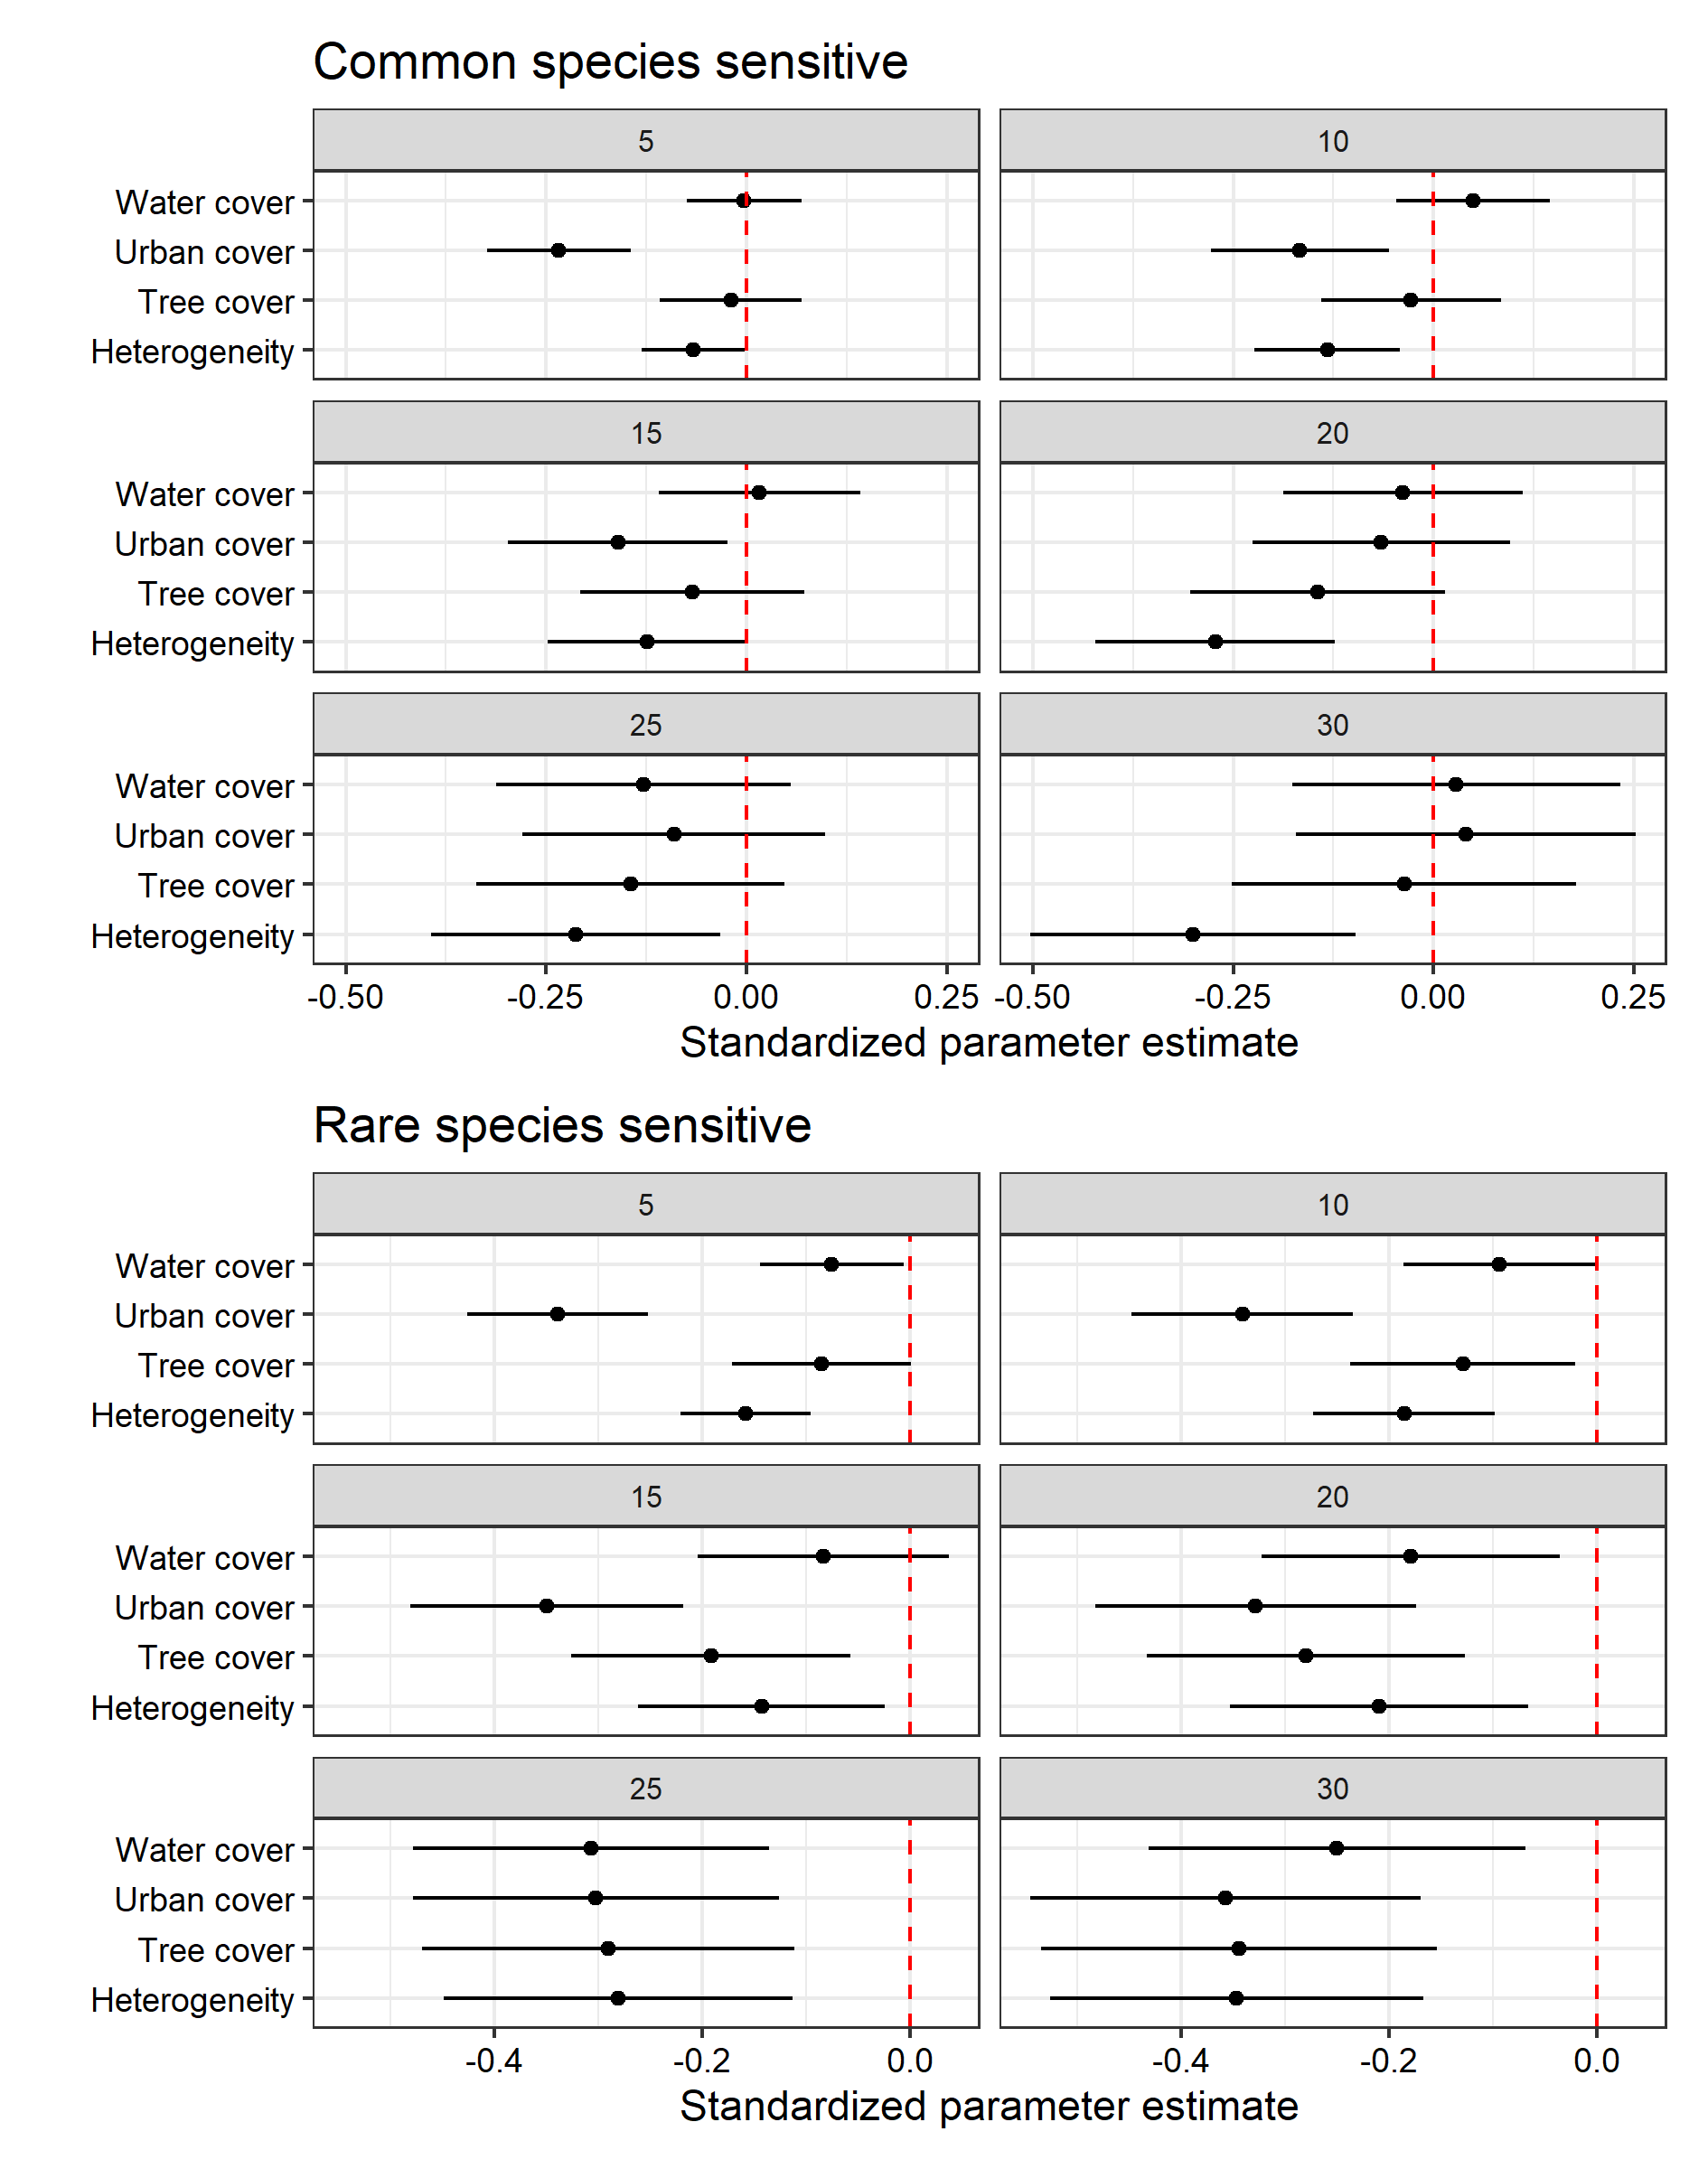 Common species sensitive
5 10
Water cover
Urban cover
Tree cover
Heterogeneity
15 20
Water cover
Urban cover
Tree cover
Heterogeneity
25 30
Water cover
Urban cover
Tree cover
Heterogeneity
-0.50 -0.25 0.00 0.25 -0.50 -0.25 0.00 0.25
Standardized parameter estimate
Rare species sensitive
5 10
Water cover
Urban cover
Tree cover
Heterogeneity
15 20
Water cover
Urban cover
Tree cover
Heterogeneity
25 30
Water cover
Urban cover
Tree cover
Heterogeneity
-0.4 -0.2 0.0 -0.4 -0.2 0.0
Standardized parameter estimate